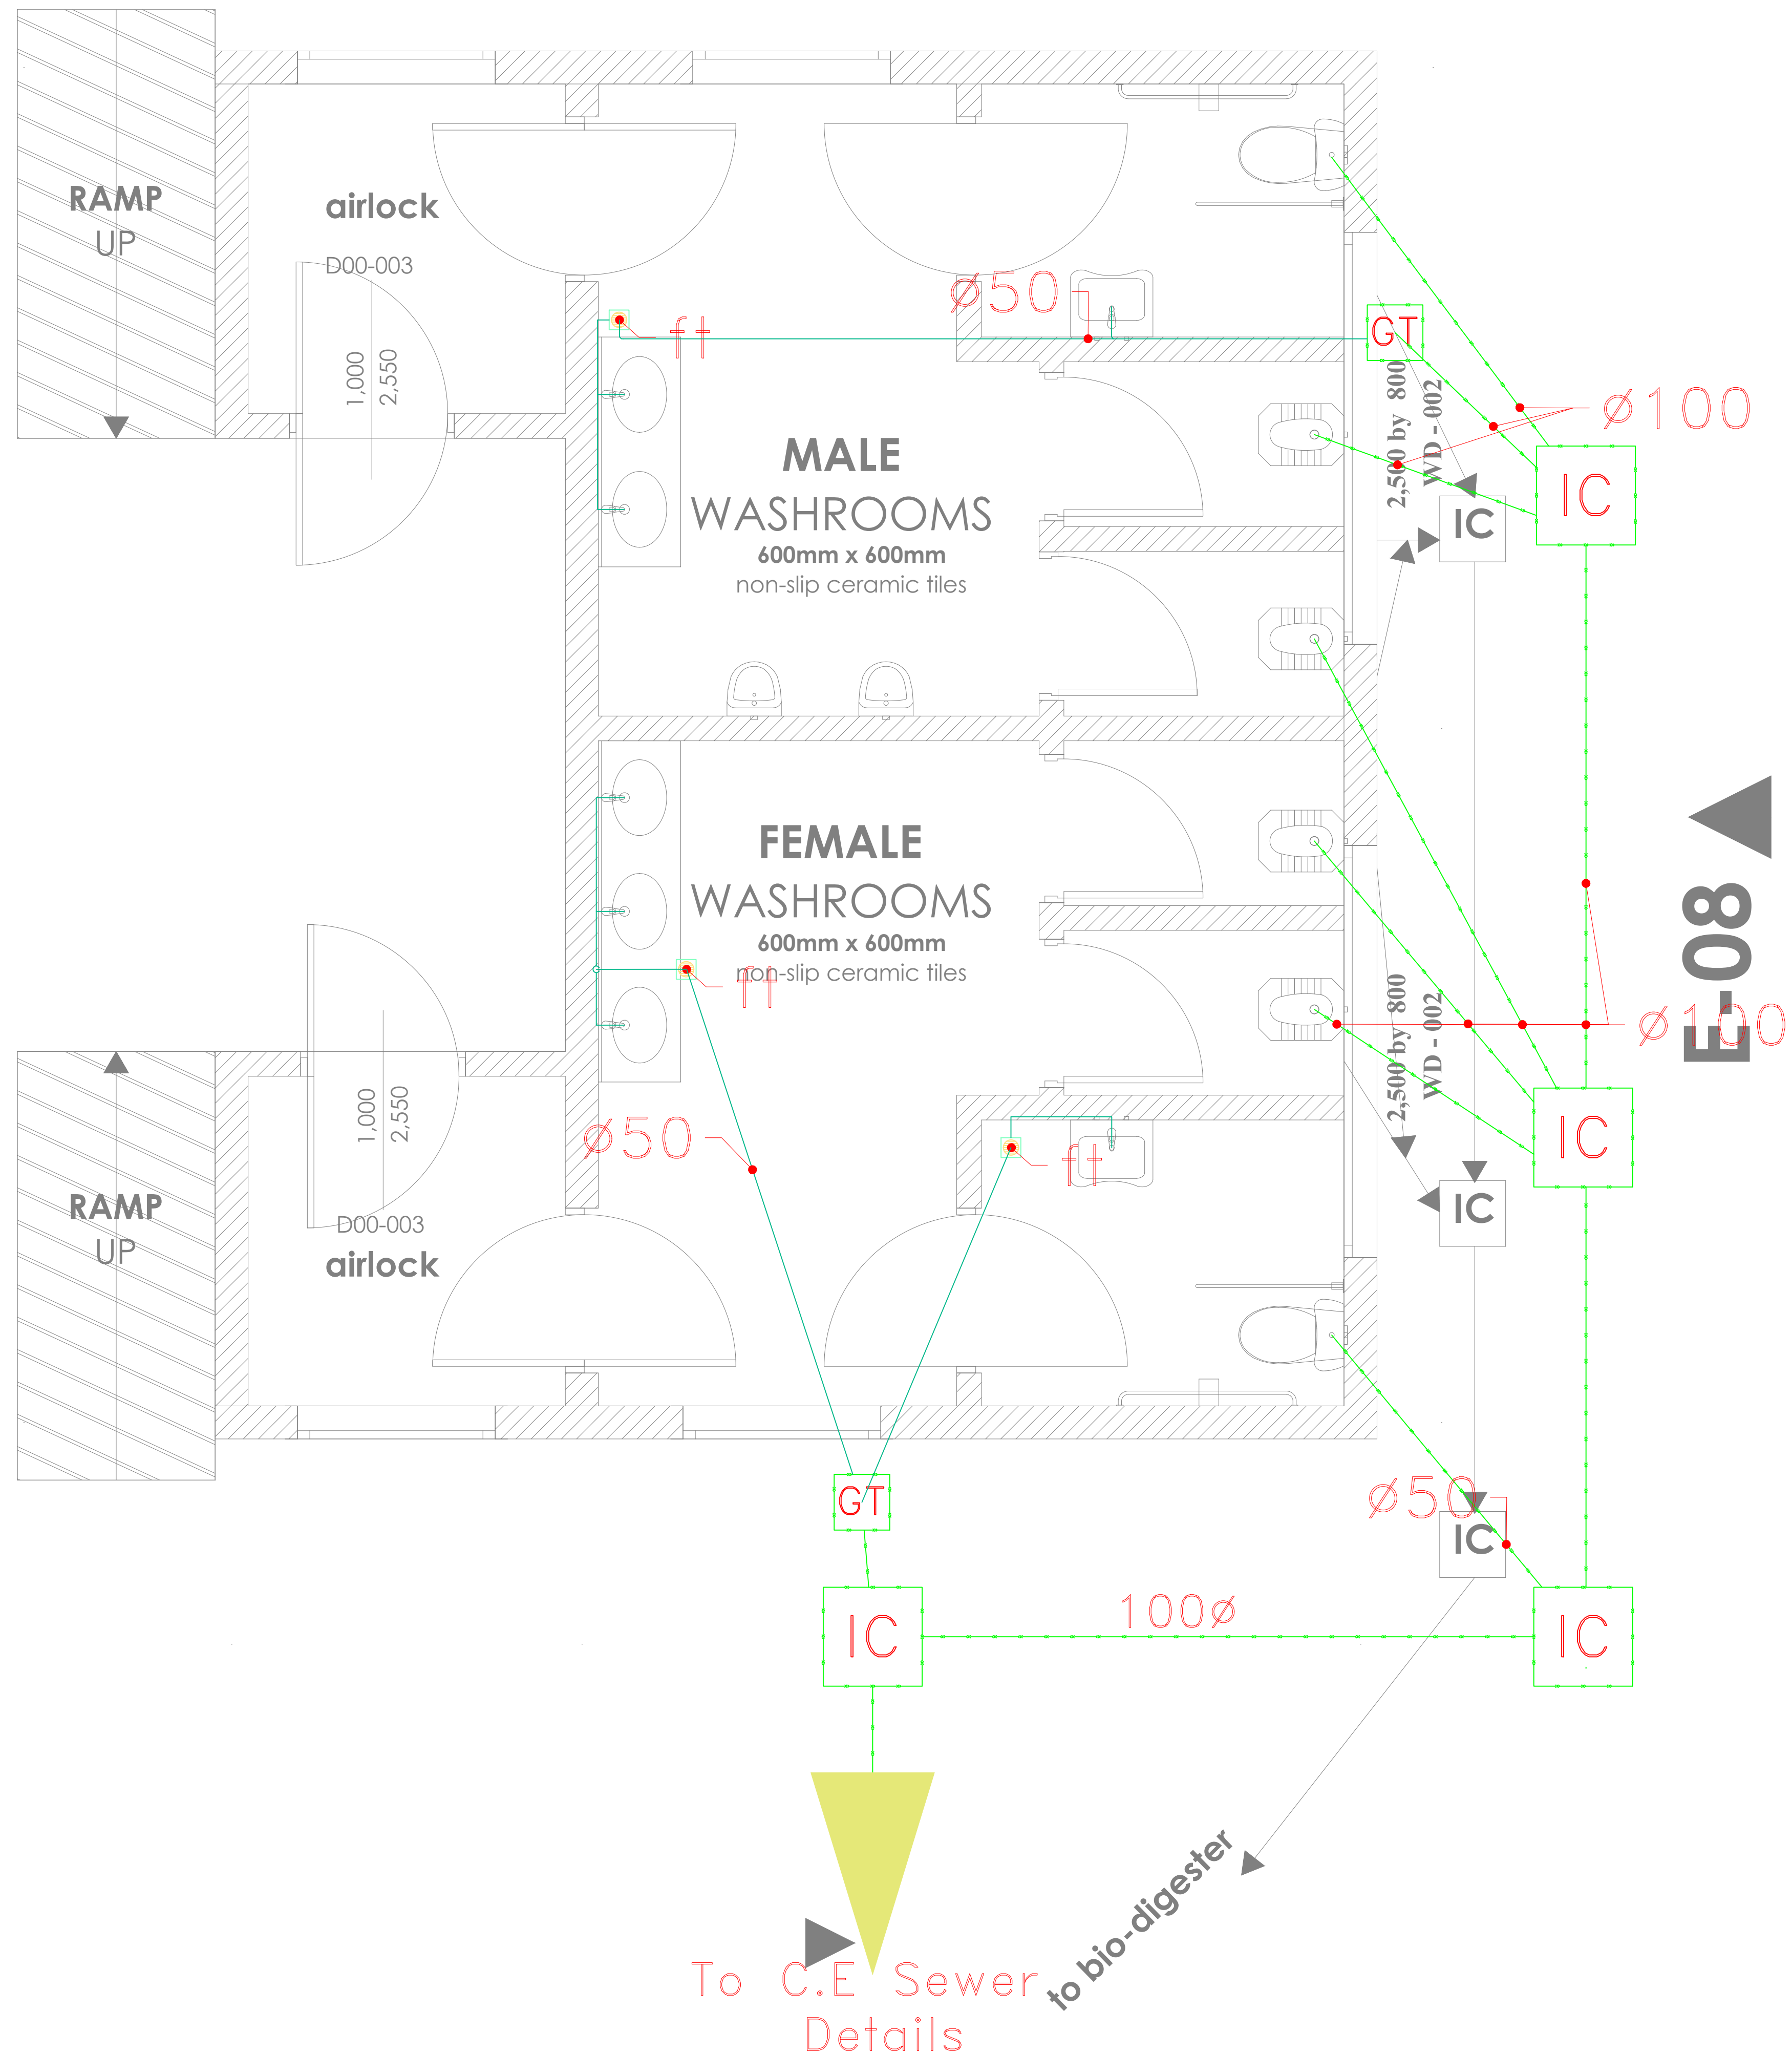 RAMP
UP
airlock
D00-003
1,000
2,550
ø50
ft
GT
2,500 by 800
WD - 002
ø100
IC
IC
MALE
WASHROOMS
600mm x 600mm
non-slip ceramic tiles
FEMALE
WASHROOMS
600mm x 600mm
non-slip ceramic tiles
ft
E-08
ø100
2,500 by 800
WD - 002
1,000
2,550
ø50
ft
IC
IC
RAMP
UP
D00-003
airlock
GT
ø50
IC
IC
100ø
IC
to bio-digester
To C.E Sewer
Details